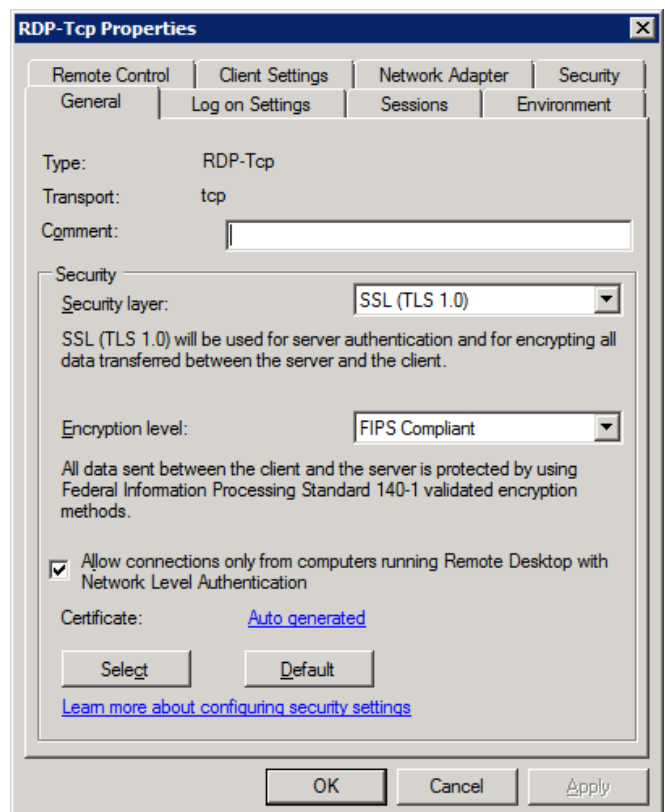 RDP-Tcp Properties
Remote Control Client Settings Network Adapter Security
General Log on Settings Sessions Environment
Type: RDP-Tcp
Transport: tcp
Comment:
Security
Security layer: SSL (TLS 1.0)
SSL (TLS 1.0) will be used for server authentication and for encrypting all
data transferred between the server and the client.
Encryption level: FIPS Compliant
All data sent between the client and the server is protected by using
Federal Information Processing Standard 140-1 validated encryption
methods.
Allow connections only from computers running Remote Desktop with
Network Level Authentication
Certificate: Auto generated
Select Default
Learn more about configuring security settings
OK Cancel Apply